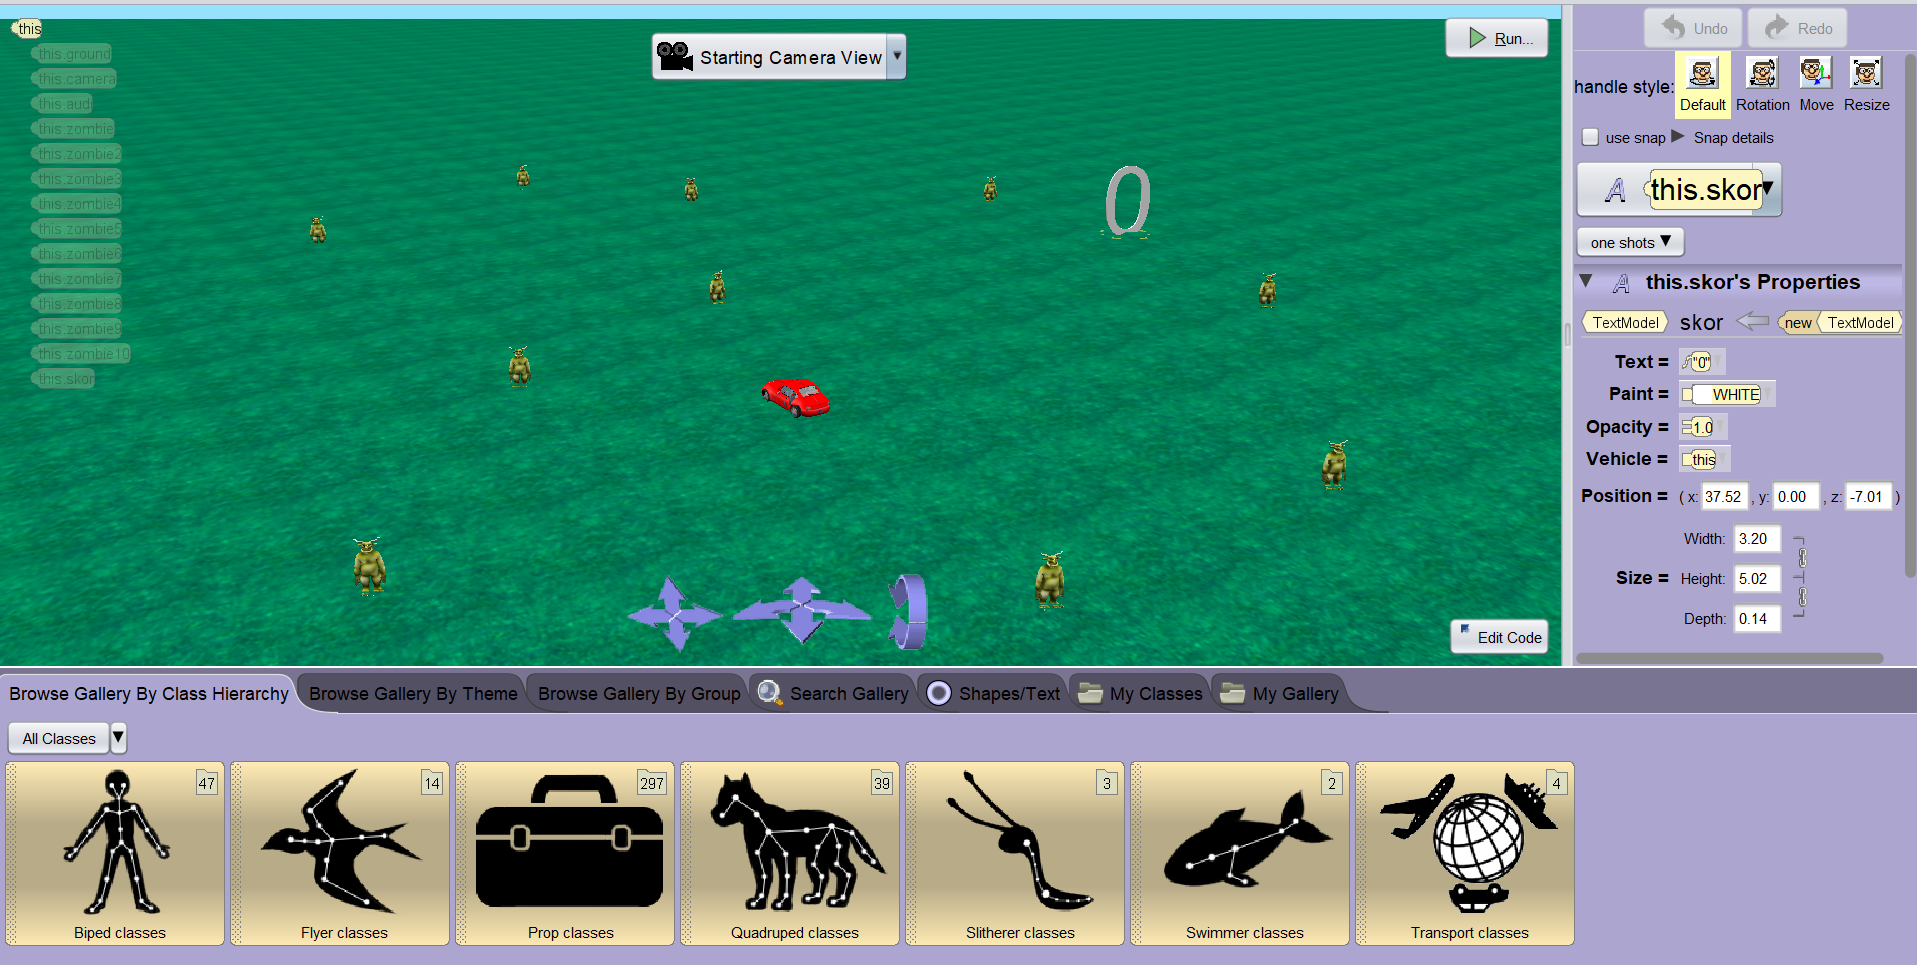 this
this.ground
this.camera
this.audi
this.zombie
this.zombie2
this.zombie3
this.zombie4
this.zombie5
this.zombie6
this.zombie7
this.zombie8
this.zombie9
this.zombie10
this.skor
Starting Camera View
Run...
0
Edit Code
Undo
Redo
handle style:
Default
Rotation
Move
Resize
use snap
Snap details
this.skor
one shots
this.skor's Properties
TextModel skor new TextModel
Text = "0"
Paint = WHITE
Opacity = 1.0
Vehicle = this
Position = ( x: 37.52 , y: 0.00 , z: -7.01 )
Width: 3.20
Size = Height: 5.02
Depth: 0.14
Browse Gallery By Class Hierarchy
Browse Gallery By Theme
Browse Gallery By Group
Search Gallery
Shapes/Text
My Classes
My Gallery
All Classes
47
Biped classes
14
Flyer classes
297
Prop classes
39
Quadruped classes
3
Slitherer classes
2
Swimmer classes
4
Transport classes